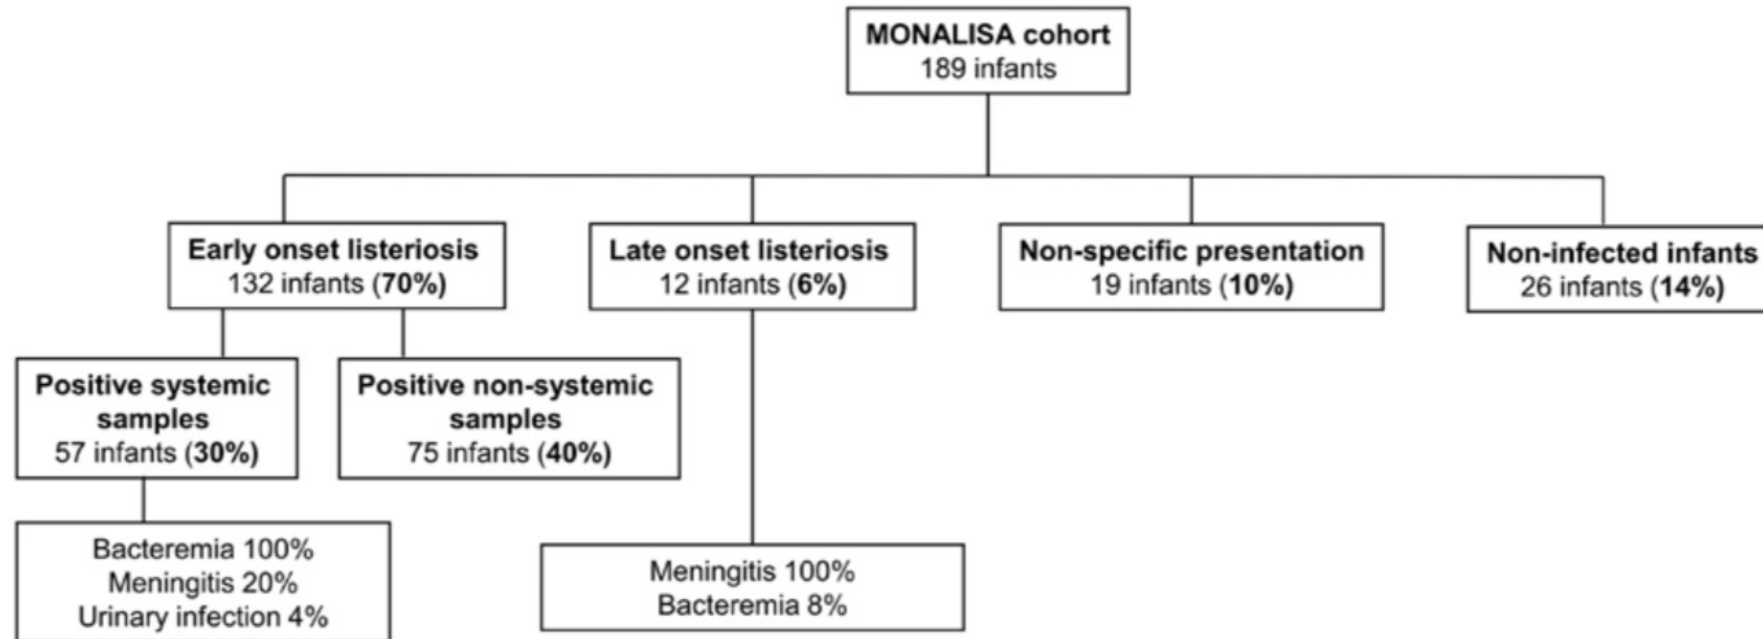 MONALISA cohort
189 infants
Early onset listeriosis
132 infants (70%)
Late onset listeriosis
12 infants (6%)
Non-specific presentation
19 infants (10%)
Non-infected infants
26 infants (14%)
Positive systemic
samples
57 infants (30%)
Positive non-systemic
samples
75 infants (40%)
Bacteremia 100%
Meningitis 20%
Urinary infection 4%
Meningitis 100%
Bacteremia 8%